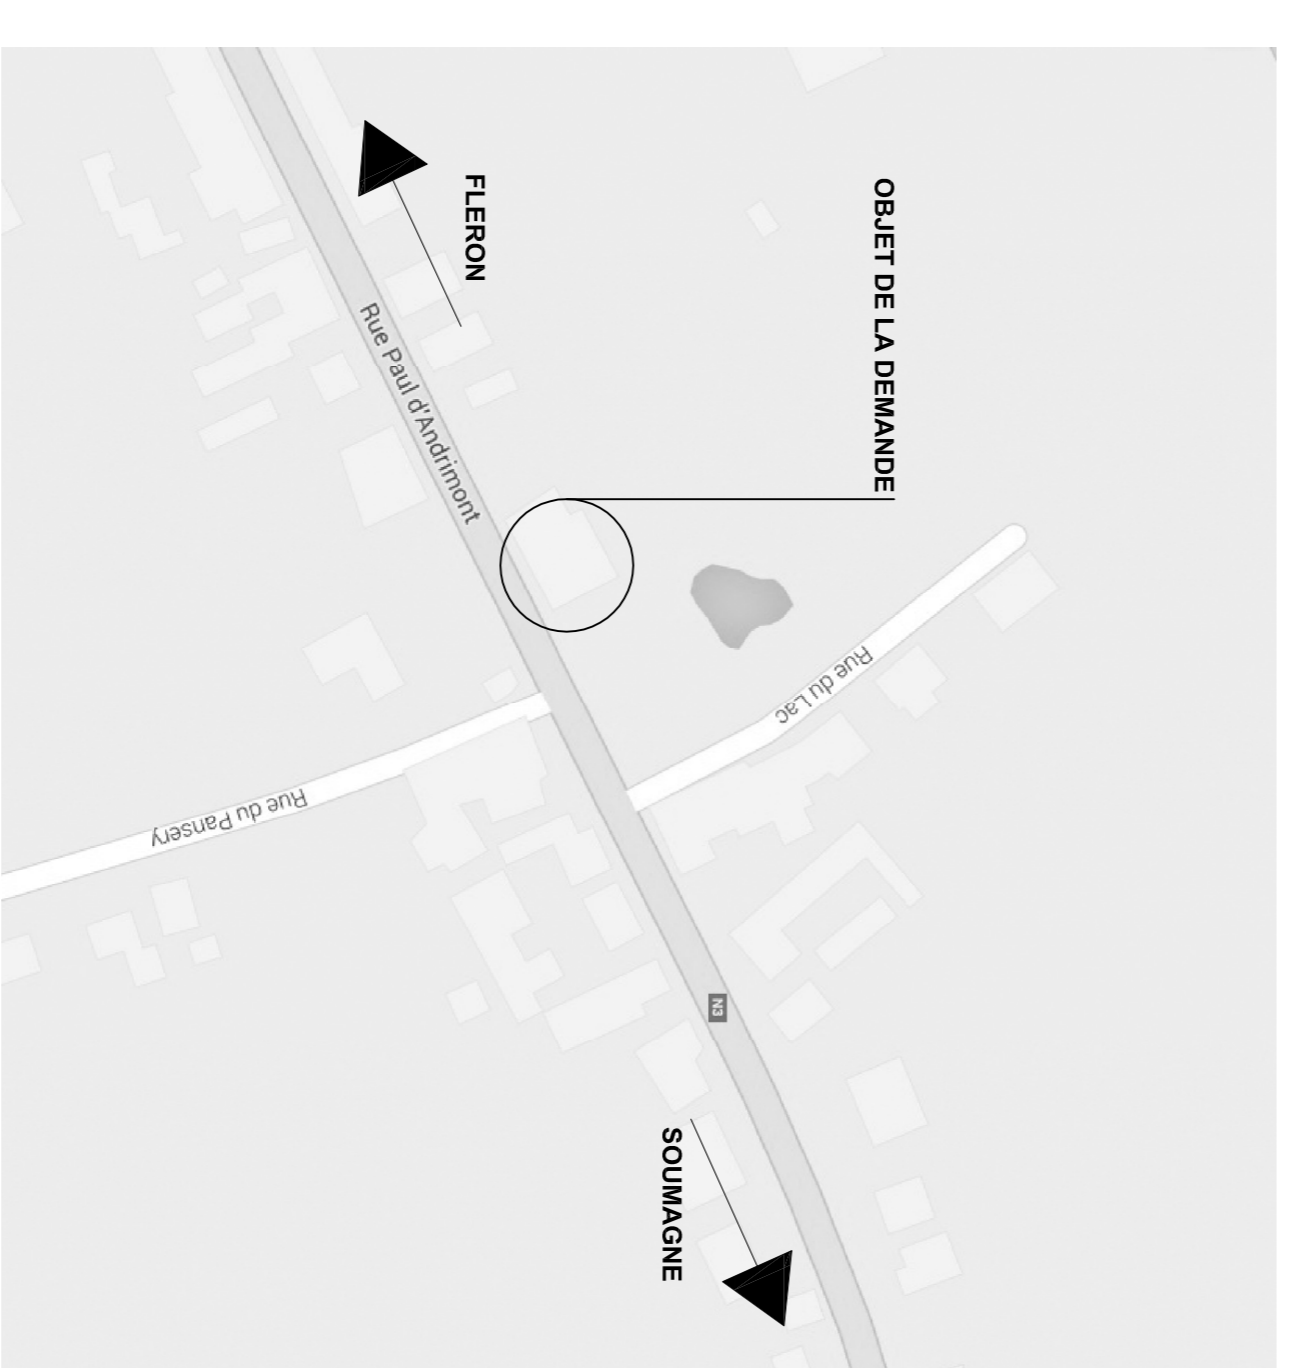 OBJET DE LA DEMANDE
FLERON
Rue Paul d'Andrimont
Rue du Lac
Rue du Pansery
N3
SOUMAGNE